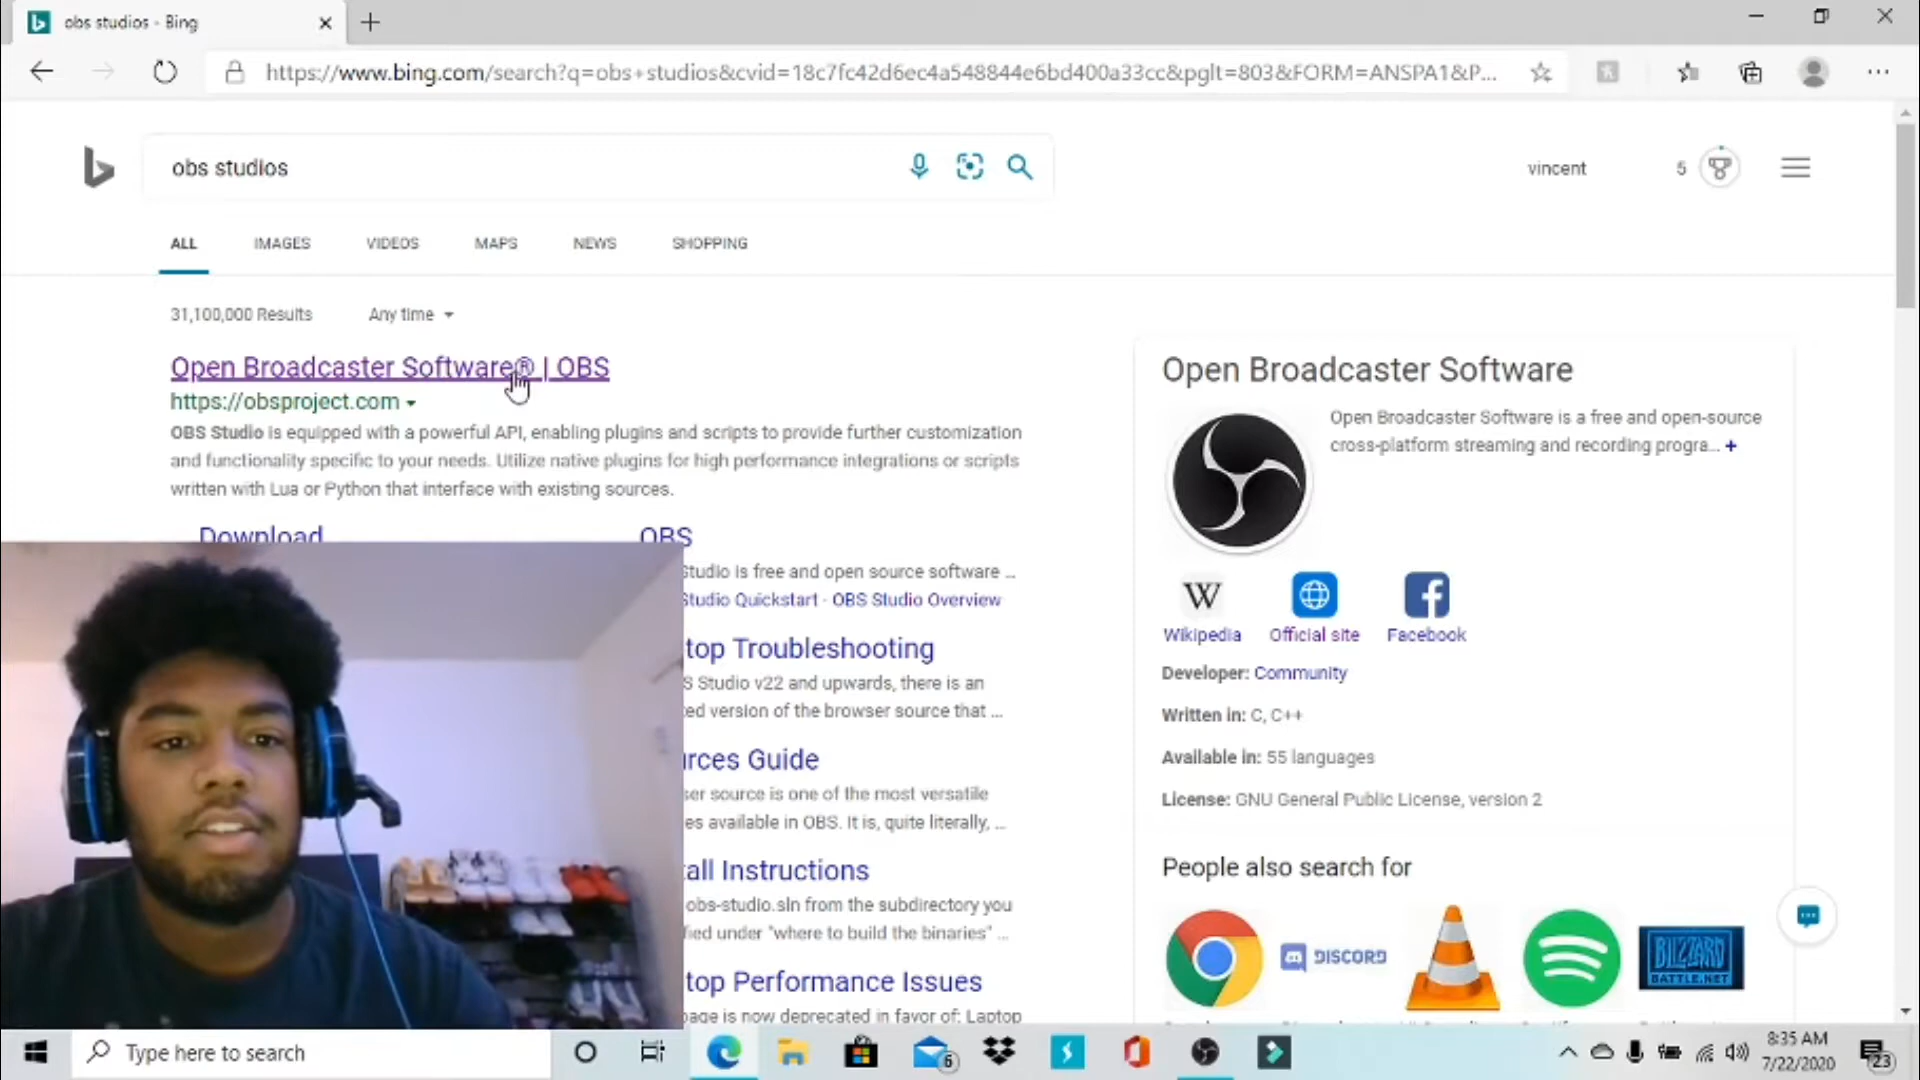 obs studios - Bing
https://www.bing.com/search?q=obs+studios&cvid=18c7fc42d6ec4a548844e6bd400a33cc&pglt=803&FORM=ANSPA1&P...
obs studios
vincent
5
ALL
IMAGES
VIDEOS
MAPS
NEWS
SHOPPING
31,100,000 Results
Any time
Open Broadcaster Software® | OBS
https://obsproject.com
OBS Studio is equipped with a powerful API, enabling plugins and scripts to provide further customization
and functionality specific to your needs. Utilize native plugins for high performance integrations or scripts
written with Lua or Python that interface with existing sources.
Download
OBS
Studio is free and open source software ...
Studio Quickstart · OBS Studio Overview
top Troubleshooting
S Studio v22 and upwards, there is an
ed version of the browser source that ...
rces Guide
ser source is one of the most versatile
es available in OBS. It is, quite literally, ...
all Instructions
obs-studio.sln from the subdirectory you
fied under "where to build the binaries" ...
top Performance Issues
page is now deprecated in favor of: Laptop
Open Broadcaster Software
Open Broadcaster Software is a free and open-source
cross-platform streaming and recording progra... +
W
Wikipedia
Official site
Facebook
Developer: Community
Written in: C, C++
Available in: 55 languages
License: GNU General Public License, version 2
People also search for
DISCORD
BLIZZARD
BATTLE.NET
Type here to search
6
8:35 AM
7/22/2020
23